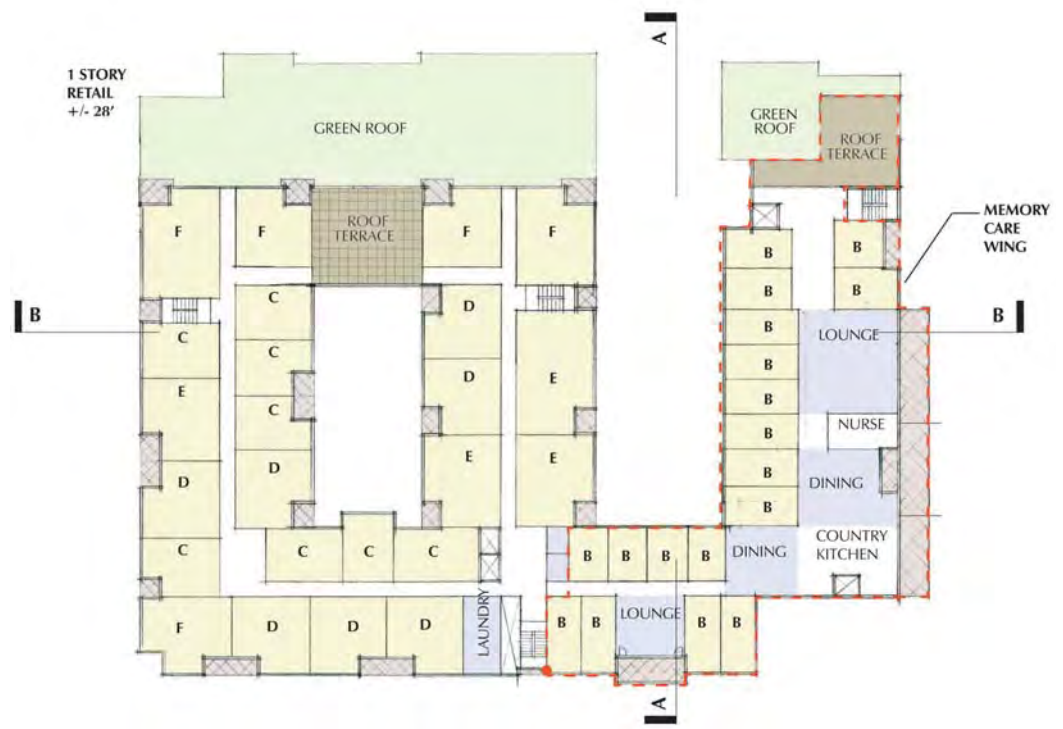 A
1 STORY
RETAIL
+/- 28'
GREEN ROOF
GREEN
ROOF
ROOF
TERRACE
MEMORY
CARE
WING
F
F
ROOF
TERRACE
F
F
B
B
B
B
C
D
B
B
LOUNGE
B
C
C
B
E
C
D
E
B
B
C
B
NURSE
D
D
E
E
B
DINING
B
C
C
C
C
B
B
B
B
DINING
COUNTRY
KITCHEN
F
D
D
D
LAUNDRY
B
B
LOUNGE
B
B
A